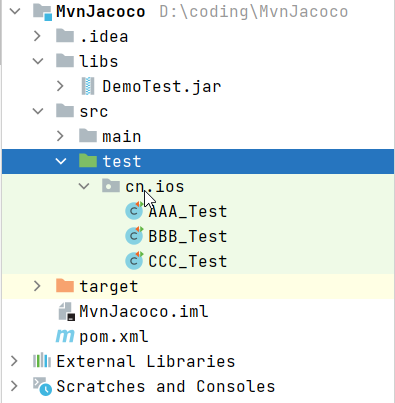 MvnJacoco D:\coding\MvnJacoco
.idea
libs
DemoTest.jar
src
main
test
cn.ios
AAA_Test
BBB_Test
CCC_Test
target
MvnJacoco.iml
pom.xml
External Libraries
Scratches and Consoles